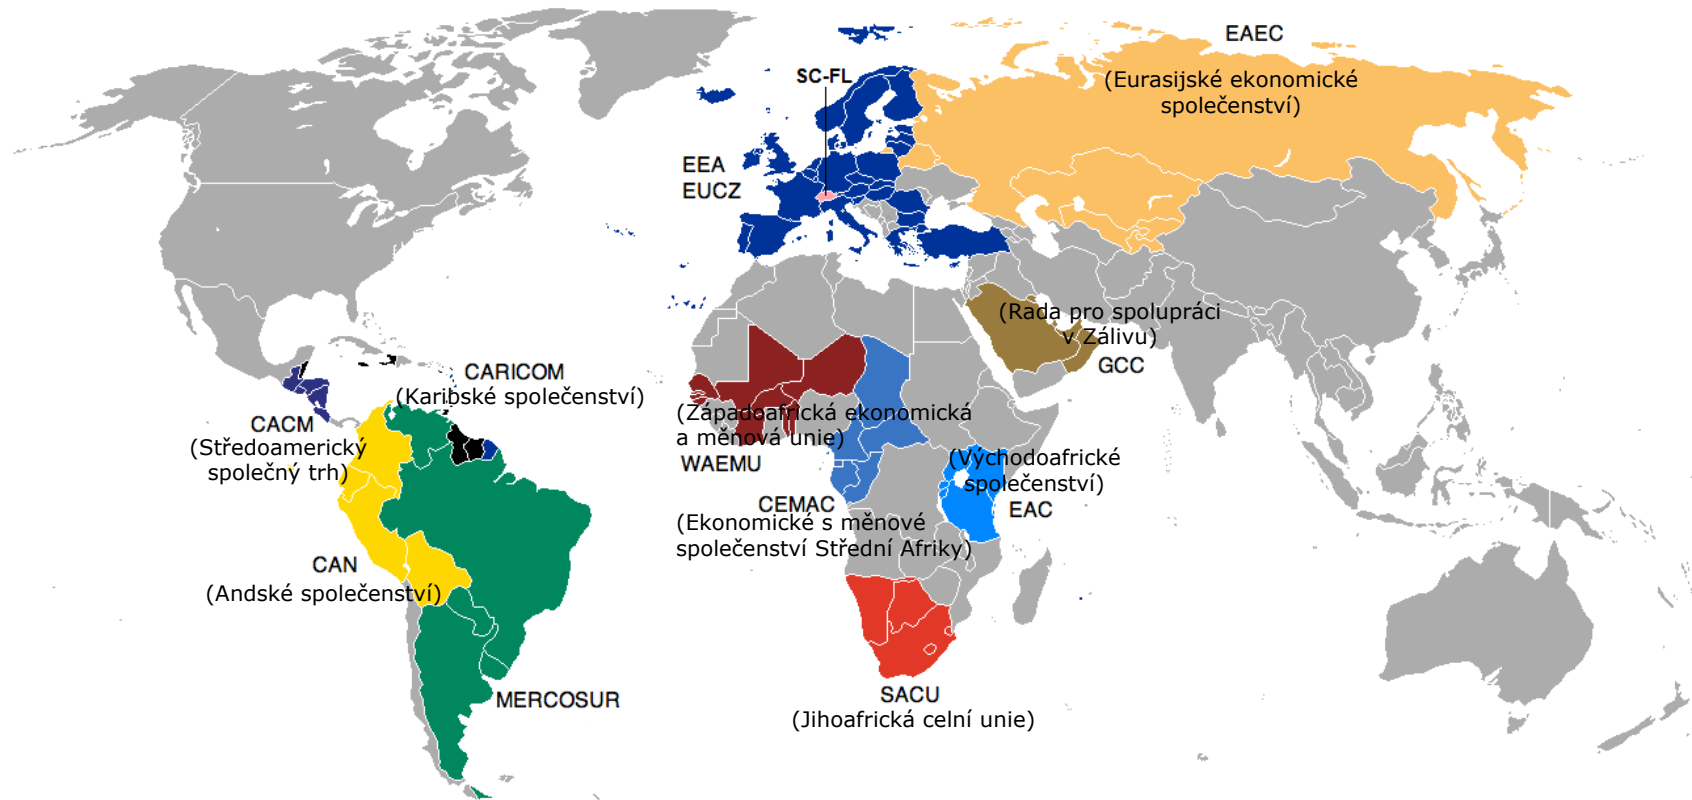 EAEC
(Eurasijské ekonomické
společenství)
SC-FL
EEA
EUCZ
(Rada pro spolupráci
v Zálivu)
GCC
CARICOM
(Karibské společenství)
CACM
(Středoamerický
společný trh)
(Západoafrická ekonomická
a měnová unie)
WAEMU
(Východoafrické
společenství)
EAC
CEMAC
(Ekonomické s měnové
společenství Střední Afriky)
CAN
(Andské společenství)
MERCOSUR
SACU
(Jihoafrická celní unie)